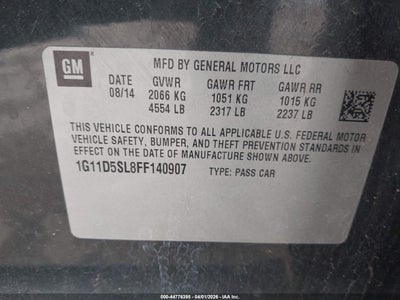 GM
MFD BY GENERAL MOTORS LLC
DATE GVWR GAWR FRT GAWR RR
08/14 2066 KG 1051 KG 1015 KG
4554 LB 2317 LB 2237 LB
THIS VEHICLE CONFORMS TO ALL APPLICABLE U.S. FEDERAL MOTOR
VEHICLE SAFETY, BUMPER, AND THEFT PREVENTION STANDARDS IN
EFFECT ON THE DATE OF MANUFACTURE SHOWN ABOVE.
1G11D5SL8FF140907 TYPE: PASS CAR
000-44776395 - 04/01/2026 - IAA Inc.